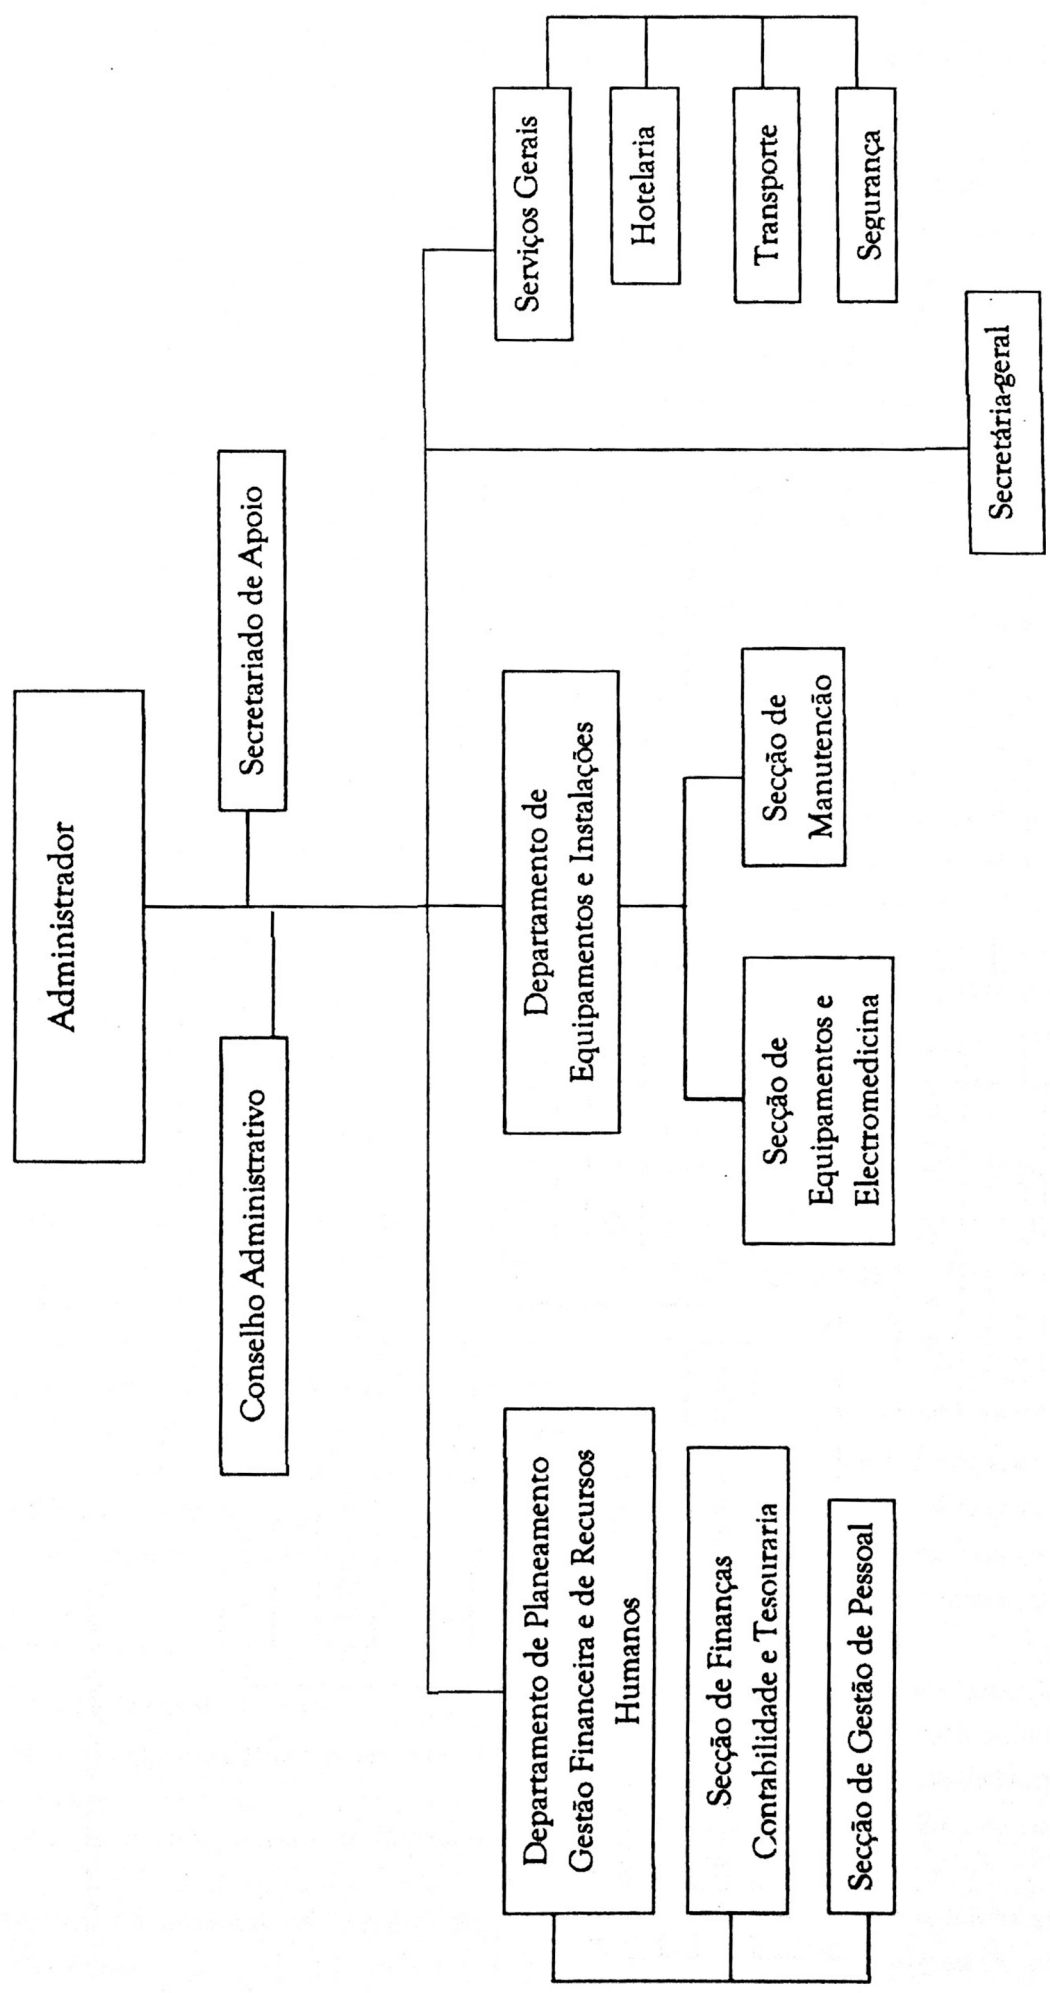 Administrador
Conselho Administrativo
Secretariado de Apoio
Departamento de Planeamento
Gestão Financeira e de Recursos
Humanos
Secção de Finanças
Contabilidade e Tesouraria
Secção de Gestão de Pessoal
Departamento de
Equipamentos e Instalações
Secção de
Equipamentos e
Electromedicina
Secção de
Manutencão
Serviços Gerais
Hotelaria
Transporte
Segurança
Secretária-geral